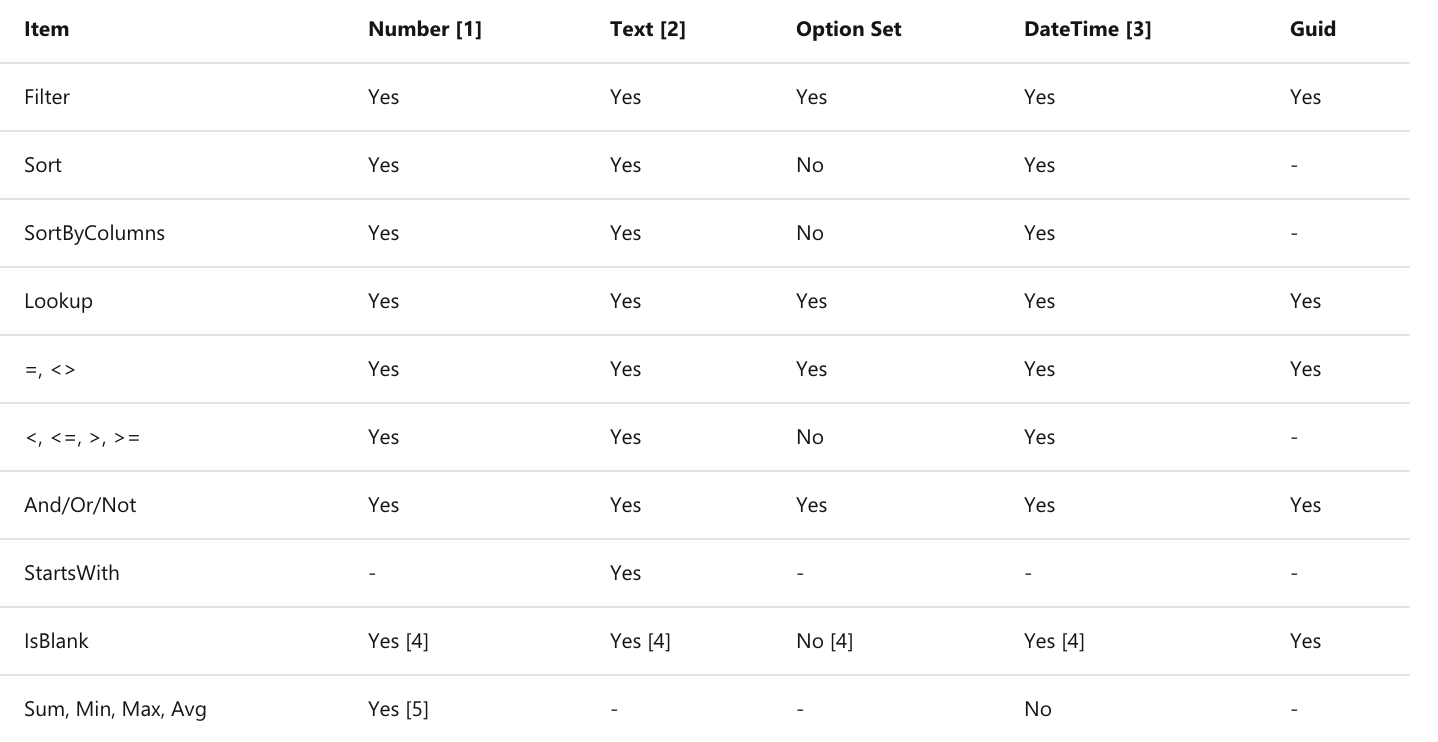 Item Number [1] Text [2] Option Set DateTime [3] Guid
Filter Yes Yes Yes Yes Yes
Sort Yes Yes No Yes -
SortByColumns Yes Yes No Yes -
Lookup Yes Yes Yes Yes Yes
=, <> Yes Yes Yes Yes Yes
<, <=, >, >= Yes Yes No Yes -
And/Or/Not Yes Yes Yes Yes Yes
StartsWith - Yes - - -
IsBlank Yes [4] Yes [4] No [4] Yes [4] Yes
Sum, Min, Max, Avg Yes [5] - - No -